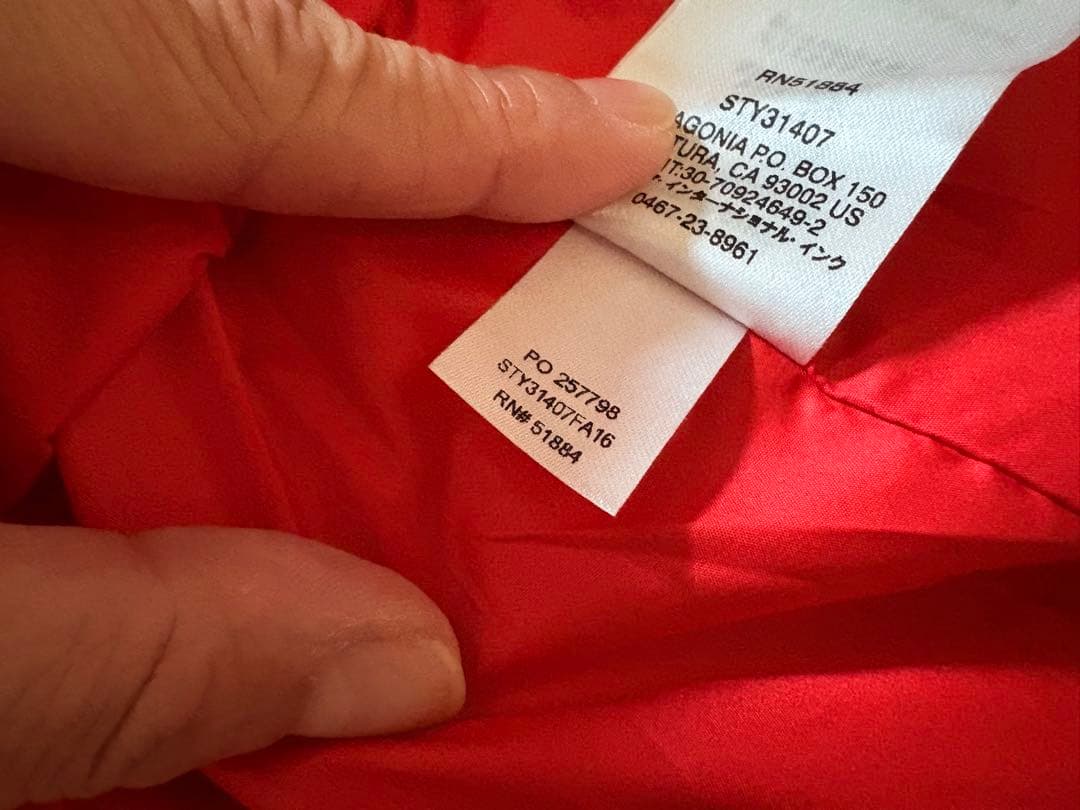 RN51884
STY31407
AGONIA P.O. BOX 150
TURA, CA 93002 US
IT:30-70924649-2
インターナショナル・インク
0467-23-8961
PO 257798
STY31407FA16
RN# 51884